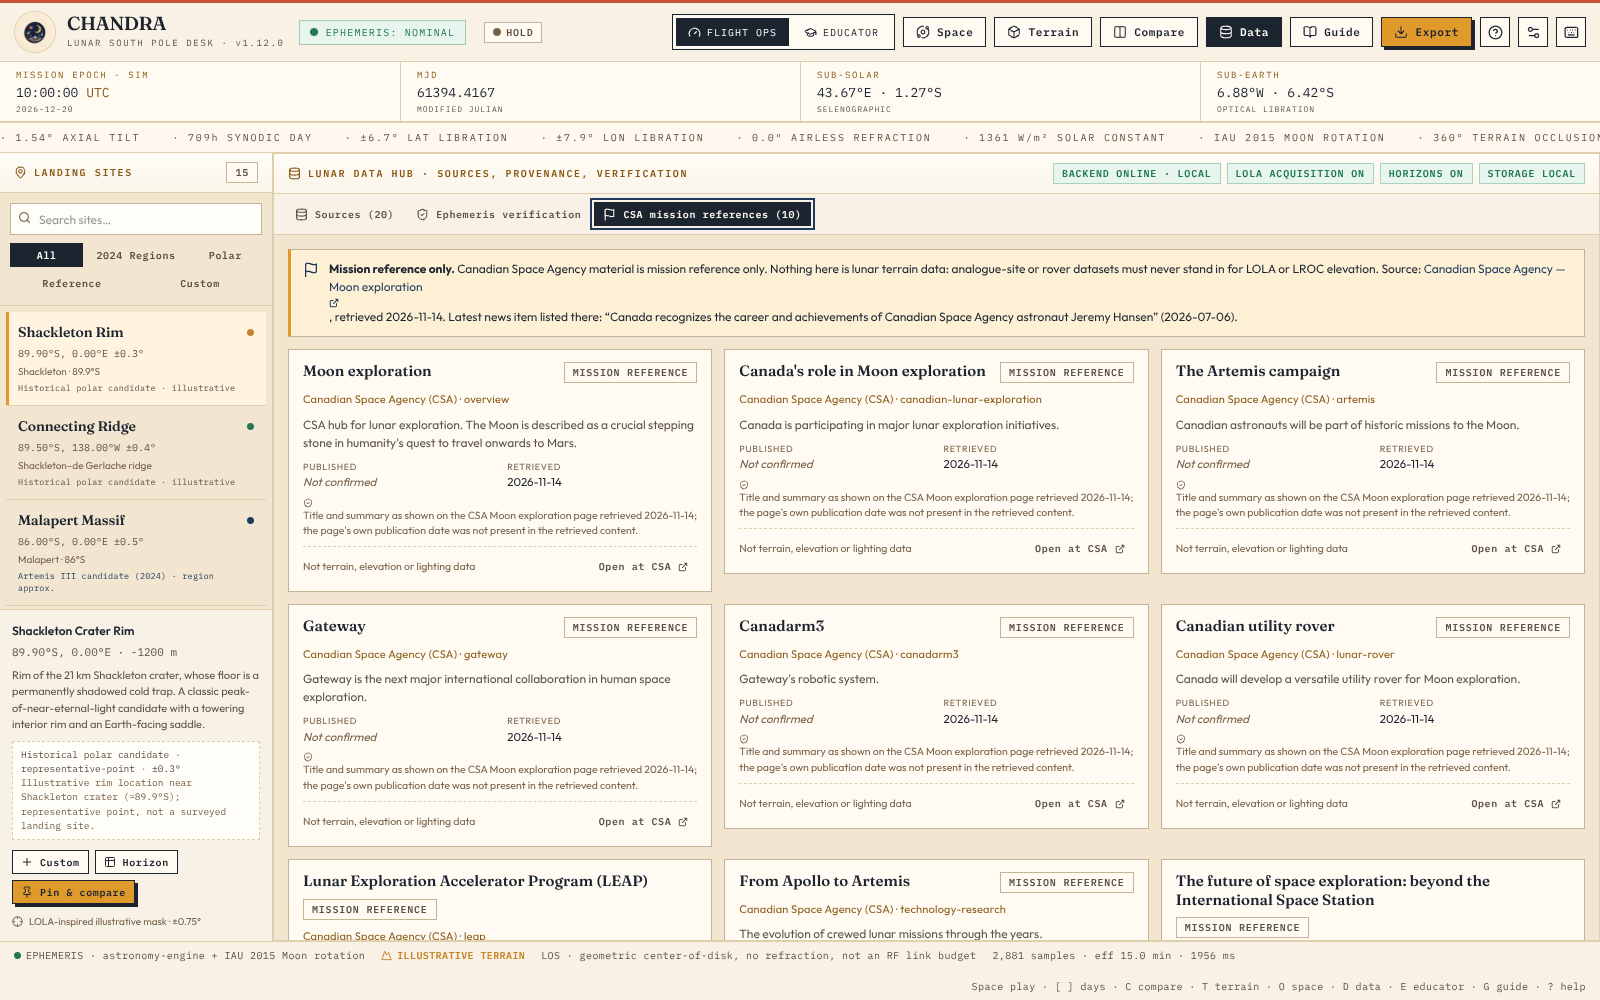 CHANDRA
LUNAR SOUTH POLE DESK · v1.12.0
EPHEMERIS: NOMINAL
HOLD
FLIGHT OPS
EDUCATOR
Space
Terrain
Compare
Data
Guide
Export
MISSION EPOCH · SIM
10:00:00 UTC
2026-12-20
MJD
61394.4167
MODIFIED JULIAN
SUB-SOLAR
43.67°E · 1.27°S
SELENOGRAPHIC
SUB-EARTH
6.88°W · 6.42°S
OPTICAL LIBRATION
· 1.54° AXIAL TILT · 709h SYNODIC DAY · ±6.7° LAT LIBRATION · ±7.9° LON LIBRATION · 0.0° AIRLESS REFRACTION · 1361 W/m² SOLAR CONSTANT · IAU 2015 MOON ROTATION · 360° TERRAIN OCCLUSION
LANDING SITES
15
Search sites…
All
2024 Regions
Polar
Reference
Custom
Shackleton Rim
89.90°S, 0.00°E ±0.3°
Shackleton · 89.9°S
Historical polar candidate · illustrative
Connecting Ridge
89.50°S, 138.00°W ±0.4°
Shackleton–de Gerlache ridge
Historical polar candidate · illustrative
Malapert Massif
86.00°S, 0.00°E ±0.5°
Malapert · 86°S
Artemis III candidate (2024) · region
approx.
Shackleton Crater Rim
89.90°S, 0.00°E · -1200 m
Rim of the 21 km Shackleton crater, whose floor is a
permanently shadowed cold trap. A classic peak-
of-near-eternal-light candidate with a towering
interior rim and an Earth-facing saddle.
Historical polar candidate ·
representative-point · ±0.3°
Illustrative rim location near
Shackleton crater (≈89.9°S);
representative point, not a surveyed
landing site.
Custom
Horizon
Pin & compare
LOLA-inspired illustrative mask · ±0.75°
LUNAR DATA HUB · SOURCES, PROVENANCE, VERIFICATION
BACKEND ONLINE · LOCAL
LOLA ACQUISITION ON
HORIZONS ON
STORAGE LOCAL
Sources (20)
Ephemeris verification
CSA mission references (10)
Mission reference only. Canadian Space Agency material is mission reference only. Nothing here is lunar terrain data: analogue-site or rover datasets must never stand in for LOLA or LROC elevation. Source: Canadian Space Agency —
Moon exploration
, retrieved 2026-11-14. Latest news item listed there: “Canada recognizes the career and achievements of Canadian Space Agency astronaut Jeremy Hansen” (2026-07-06).
Moon exploration
MISSION REFERENCE
Canadian Space Agency (CSA) · overview
CSA hub for lunar exploration. The Moon is described as a crucial stepping
stone in humanity's quest to travel onwards to Mars.
PUBLISHED
RETRIEVED
Not confirmed
2026-11-14
Title and summary as shown on the CSA Moon exploration page retrieved 2026-11-14;
the page's own publication date was not present in the retrieved content.
Not terrain, elevation or lighting data
Open at CSA
Canada's role in Moon exploration
MISSION REFERENCE
Canadian Space Agency (CSA) · canadian-lunar-exploration
Canada is participating in major lunar exploration initiatives.
PUBLISHED
RETRIEVED
Not confirmed
2026-11-14
Title and summary as shown on the CSA Moon exploration page retrieved 2026-11-14;
the page's own publication date was not present in the retrieved content.
Not terrain, elevation or lighting data
Open at CSA
The Artemis campaign
MISSION REFERENCE
Canadian Space Agency (CSA) · artemis
Canadian astronauts will be part of historic missions to the Moon.
PUBLISHED
RETRIEVED
Not confirmed
2026-11-14
Title and summary as shown on the CSA Moon exploration page retrieved 2026-11-14;
the page's own publication date was not present in the retrieved content.
Not terrain, elevation or lighting data
Open at CSA
Gateway
MISSION REFERENCE
Canadian Space Agency (CSA) · gateway
Gateway is the next major international collaboration in human space
exploration.
PUBLISHED
RETRIEVED
Not confirmed
2026-11-14
Title and summary as shown on the CSA Moon exploration page retrieved 2026-11-14;
the page's own publication date was not present in the retrieved content.
Not terrain, elevation or lighting data
Open at CSA
Canadarm3
MISSION REFERENCE
Canadian Space Agency (CSA) · canadarm3
Gateway's robotic system.
PUBLISHED
RETRIEVED
Not confirmed
2026-11-14
Title and summary as shown on the CSA Moon exploration page retrieved 2026-11-14;
the page's own publication date was not present in the retrieved content.
Not terrain, elevation or lighting data
Open at CSA
Canadian utility rover
MISSION REFERENCE
Canadian Space Agency (CSA) · lunar-rover
Canada will develop a versatile utility rover for Moon exploration.
PUBLISHED
RETRIEVED
Not confirmed
2026-11-14
Title and summary as shown on the CSA Moon exploration page retrieved 2026-11-14;
the page's own publication date was not present in the retrieved content.
Not terrain, elevation or lighting data
Open at CSA
Lunar Exploration Accelerator Program (LEAP)
MISSION REFERENCE
Canadian Space Agency (CSA) · leap
From Apollo to Artemis
MISSION REFERENCE
Canadian Space Agency (CSA) · technology-research
The evolution of crewed lunar missions through the years.
The future of space exploration: beyond the
International Space Station
MISSION REFERENCE
EPHEMERIS · astronomy-engine + IAU 2015 Moon rotation
ILLUSTRATIVE TERRAIN
LOS · geometric center-of-disk, no refraction, not an RF link budget
2,881 samples · eff 15.0 min · 1956 ms
Space play · [ ] days · C compare · T terrain · O space · D data · E educator · G guide · ? help